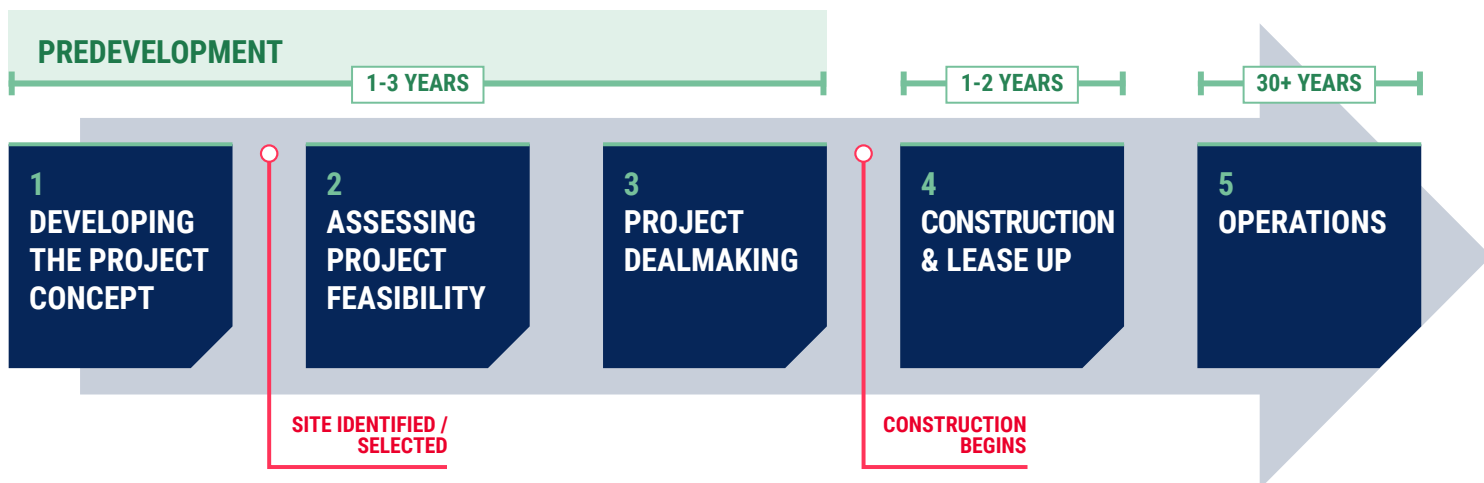 PREDEVELOPMENT
1-3 YEARS
1-2 YEARS
30+ YEARS
1
DEVELOPING
THE PROJECT
CONCEPT
2
ASSESSING
PROJECT
FEASIBILITY
3
PROJECT
DEALMAKING
4
CONSTRUCTION
& LEASE UP
5
OPERATIONS
SITE IDENTIFIED /
SELECTED
CONSTRUCTION
BEGINS